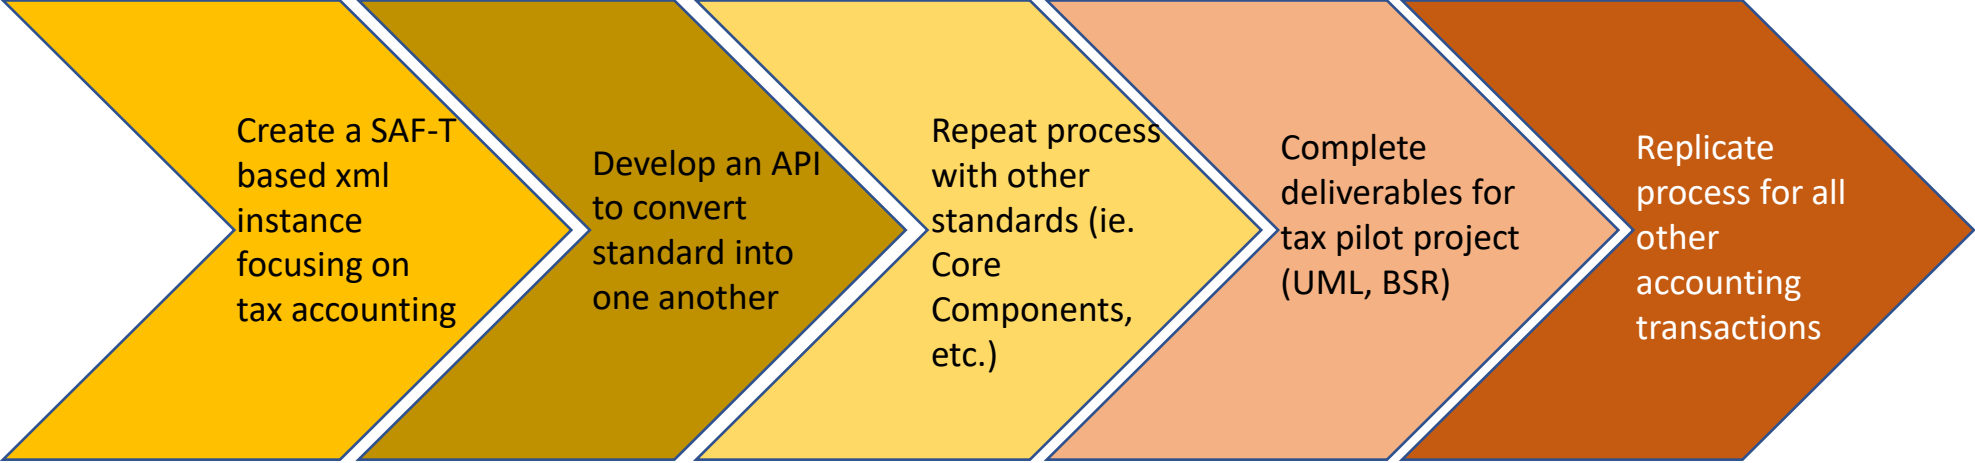 Create a SAF-T
based xml
instance
focusing on
tax accounting
Develop an API
to convert
standard into
one another
Repeat process
with other
standards (ie.
Core
Components,
etc.)
Complete
deliverables for
tax pilot project
(UML, BSR)
Replicate
process for all
other
accounting
transactions